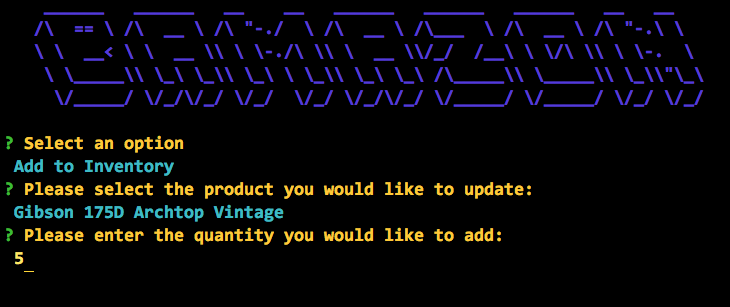 BAMAZON
? Select an option
Add to Inventory
? Please select the product you would like to update:
Gibson 175D Archtop Vintage
? Please enter the quantity you would like to add:
5_